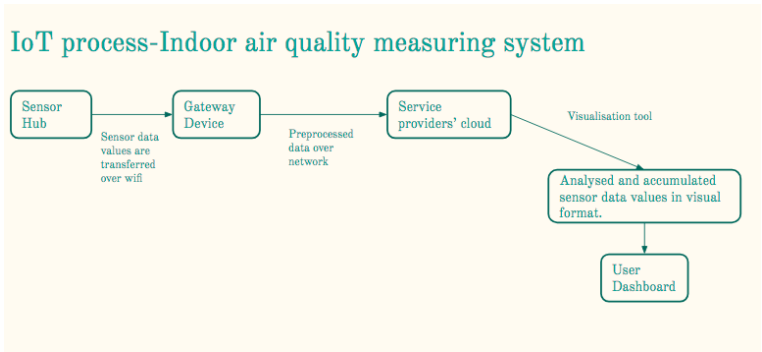 IoT process-Indoor air quality measuring system
Sensor
Hub
Gateway
Device
Service
providers' cloud
Visualisation tool
Sensor data
values are
transferred
over wifi
Preprocessed
data over
network
Analysed and accumulated
sensor data values in visual
format.
User
Dashboard